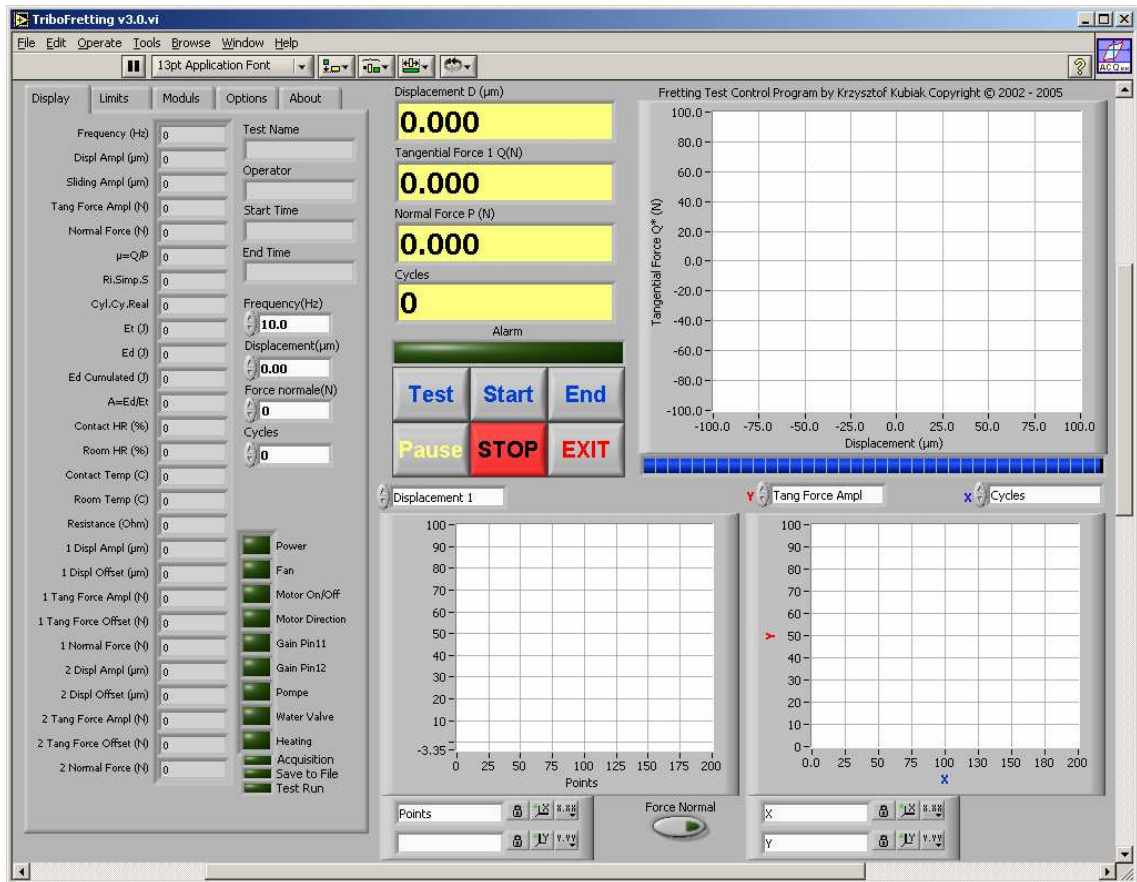 TriboFretting v3.0.vi
File Edit Operate Tools Browse Window Help
13pt Application Font
?
ACQ
Display Limits Moduls Options About
Frequency (Hz) 0
Displ Ampl (µm) 0
Sliding Ampl (µm) 0
Tang Force Ampl (N) 0
Normal Force (N) 0
µ=Q/P 0
Ri.Simp.S 0
Cyl.Cy.Real 0
Et (J) 0
Ed (J) 0
Ed Cumulated (J) 0
A=Ed/Et 0
Contact HR (%) 0
Room HR (%) 0
Contact Temp (C) 0
Room Temp (C) 0
Resistance (Ohm) 0
1 Displ Ampl (µm) 0
1 Displ Offset (µm) 0
1 Tang Force Ampl (N) 0
1 Tang Force Offset (N) 0
1 Normal Force (N) 0
2 Displ Ampl (µm) 0
2 Displ Offset (µm) 0
2 Tang Force Ampl (N) 0
2 Tang Force Offset (N) 0
2 Normal Force (N) 0
Test Name
Operator
Start Time
End Time
Frequency(Hz)
10.0
Displacement(µm)
0.00
Force normale(N)
0
Cycles
0
Power
Fan
Motor On/Off
Motor Direction
Gain Pin11
Gain Pin12
Pompe
Water Valve
Heating
Acquisition
Save to File
Test Run
Displacement D (µm)
0.000
Tangential Force 1 Q(N)
0.000
Normal Force P (N)
0.000
Cycles
0
Alarm
Test Start End
Pause STOP EXIT
Fretting Test Control Program by Krzysztof Kubiak Copyright © 2002 - 2005
Tangential Force Q* (N)
100.0
80.0
60.0
40.0
20.0
0.0
-20.0
-40.0
-60.0
-80.0
-100.0
-100.0 -75.0 -50.0 -25.0 0.0 25.0 50.0 75.0 100.0
Displacement (µm)
Displacement 1
100
90
80
70
60
50
40
30
20
10
-3.35
0 25 50 75 100 125 150 175 200
Points
Points
Force Normal
Y Tang Force Ampl X Cycles
Y
100
90
80
70
60
50
40
30
20
10
0
0.0 25 50 75 100 130 150 180 200
X
X
Y